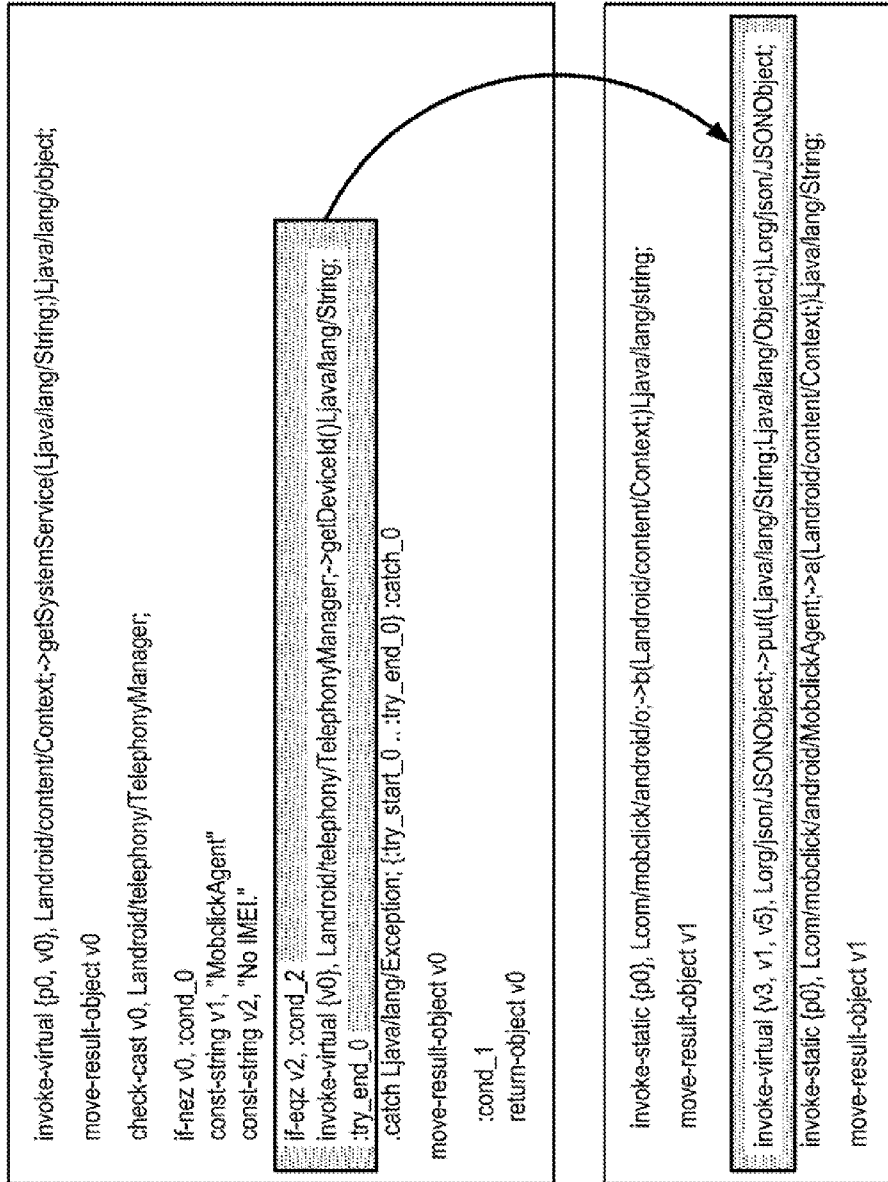 invoke-virtual {p0, v0}, Landroid/content/Context;->getSystemService(Ljava/lang/String;)Ljava/lang/object;
move-result-object v0
check-cast v0, Landroid/telephony/TelephonyManager;
if-nez v0, :cond_0
const-string v1, "MobclickAgent"
const-string v2, "No IMEI."
if-eqz v2, :cond_2
invoke-virtual {v0}, Landroid/telephony/TelephonyManager;->getDeviceId()Ljava/lang/String;
:try_end_0
.catch Ljava/lang/Exception; {:try_start_0 .. :try_end_0} :catch_0
move-result-object v0
:cond_1
return-object v0
invoke-static {p0}, Lcom/mobclick/android/o;->b(Landroid/content/Context;)Ljava/lang/string;
move-result-object v1
invoke-virtual {v3, v1, v5}, Lorg/json/JSONObject;->put(Ljava/lang/String;Ljava/lang/Object;)Lorg/json/JSONObject;
invoke-static {p0}, Lcom/mobclick/android/MobclickAgent;->a(Landroid/content/Context;)Ljava/lang/String;
move-result-object v1